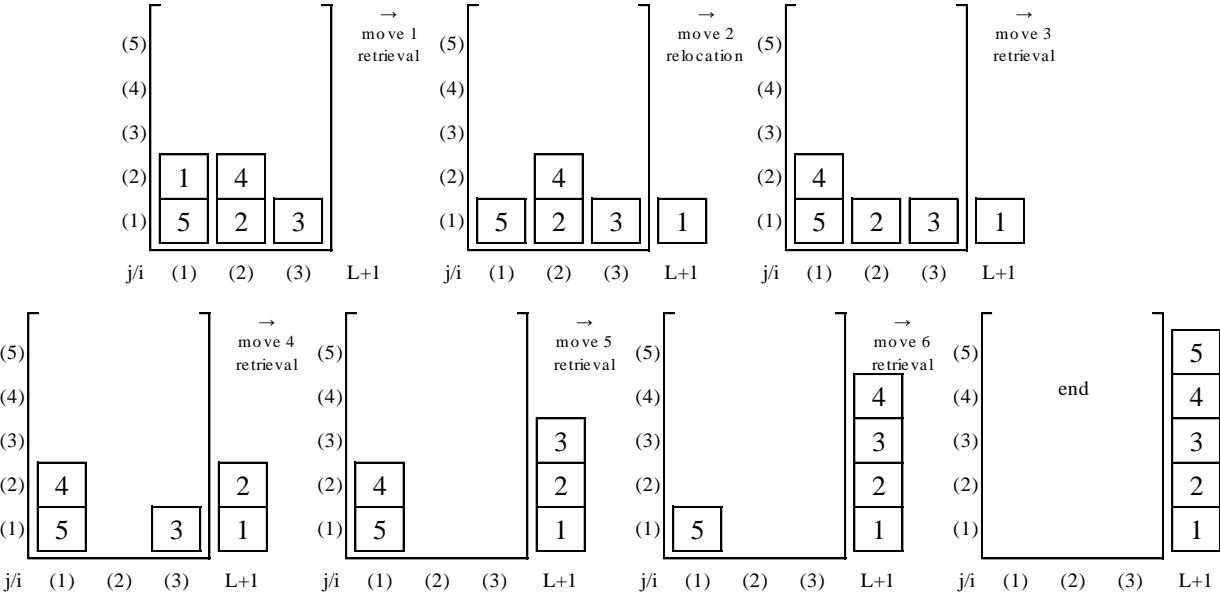 → → →
(5) move 1 (5) move 2 (5) move 3
retrieval relocation retrieval
(4) (4) (4)
(3) (3) (3)
(2) 1 4 (2) 4 (2) 4
(1) 5 2 3 (1) 5 2 3 1 (1) 5 2 3 1
j/i (1) (2) (3) L+1 j/i (1) (2) (3) L+1 j/i (1) (2) (3) L+1
→ → →
(5) move 4 (5) move 5 (5) move 6 (5) 5
retrieval retrieval retrieval
(4) (4) (4) 4 (4) end 4
(3) (3) 3 (3) 3 (3) 3
(2) 4 2 (2) 4 2 (2) 2 (2) 2
(1) 5 3 1 (1) 5 1 (1) 5 1 (1) 1
j/i (1) (2) (3) L+1 j/i (1) (2) (3) L+1 j/i (1) (2) (3) L+1 j/i (1) (2) (3) L+1